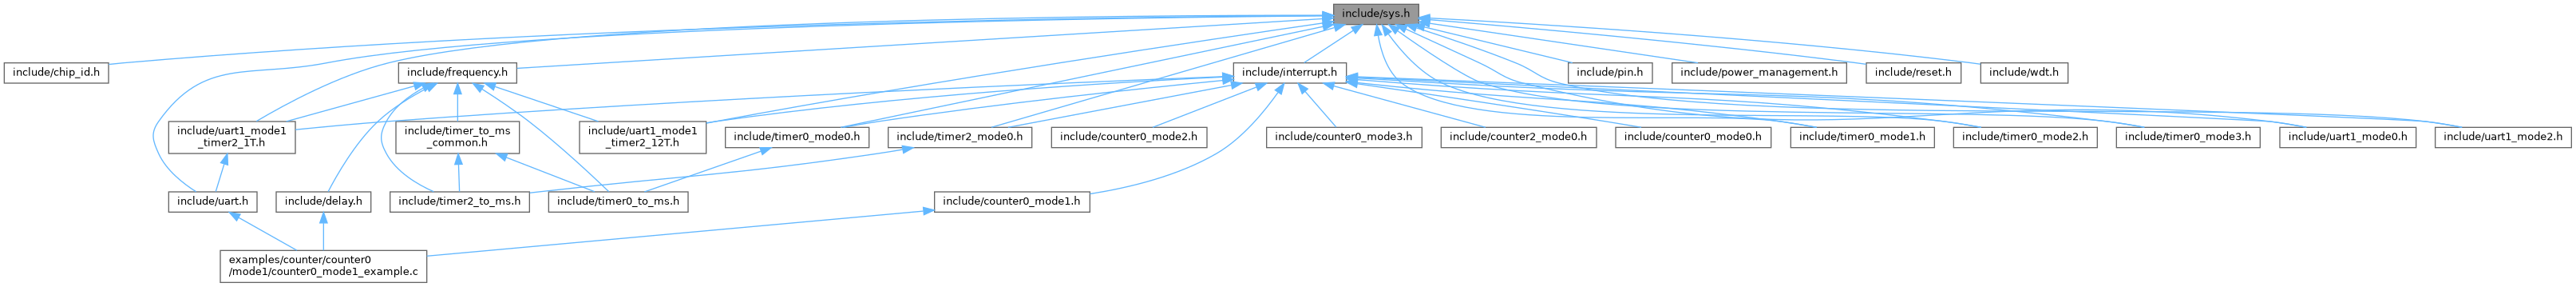 include/sys.h
include/chip_id.h
include/frequency.h
include/interrupt.h
include/pin.h
include/power_management.h
include/reset.h
include/wdt.h
include/uart1_mode1
_timer2_1T.h
include/timer_to_ms
_common.h
include/uart1_mode1
_timer2_12T.h
include/timer0_mode0.h
include/timer2_mode0.h
include/counter0_mode2.h
include/counter0_mode3.h
include/counter2_mode0.h
include/counter0_mode0.h
include/timer0_mode1.h
include/timer0_mode2.h
include/timer0_mode3.h
include/uart1_mode0.h
include/uart1_mode2.h
include/uart.h
include/delay.h
include/timer2_to_ms.h
include/timer0_to_ms.h
include/counter0_mode1.h
examples/counter/counter0
/mode1/counter0_mode1_example.c